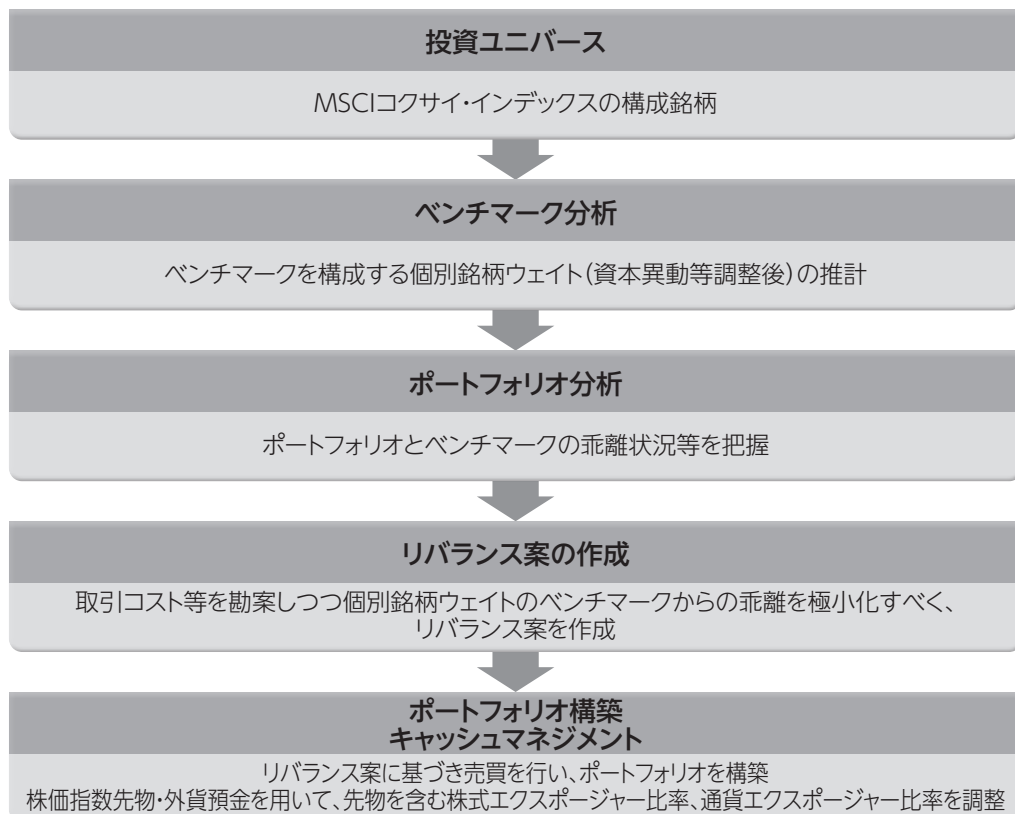 投資ユニバース
MSCIコクサイ・インデックスの構成銘柄
ベンチマーク分析
ベンチマークを構成する個別銘柄ウェイト(資本異動等調整後)の推計
ポートフォリオ分析
ポートフォリオとベンチマークの乖離状況等を把握
リバランス案の作成
取引コスト等を勘案しつつ個別銘柄ウェイトのベンチマークからの乖離を極小化すべく、
リバランス案を作成
ポートフォリオ構築
キャッシュマネジメント
リバランス案に基づき売買を行い、ポートフォリオを構築
株価指数先物・外貨預金を用いて、先物を含む株式エクスポージャー比率、通貨エクスポージャー比率を調整